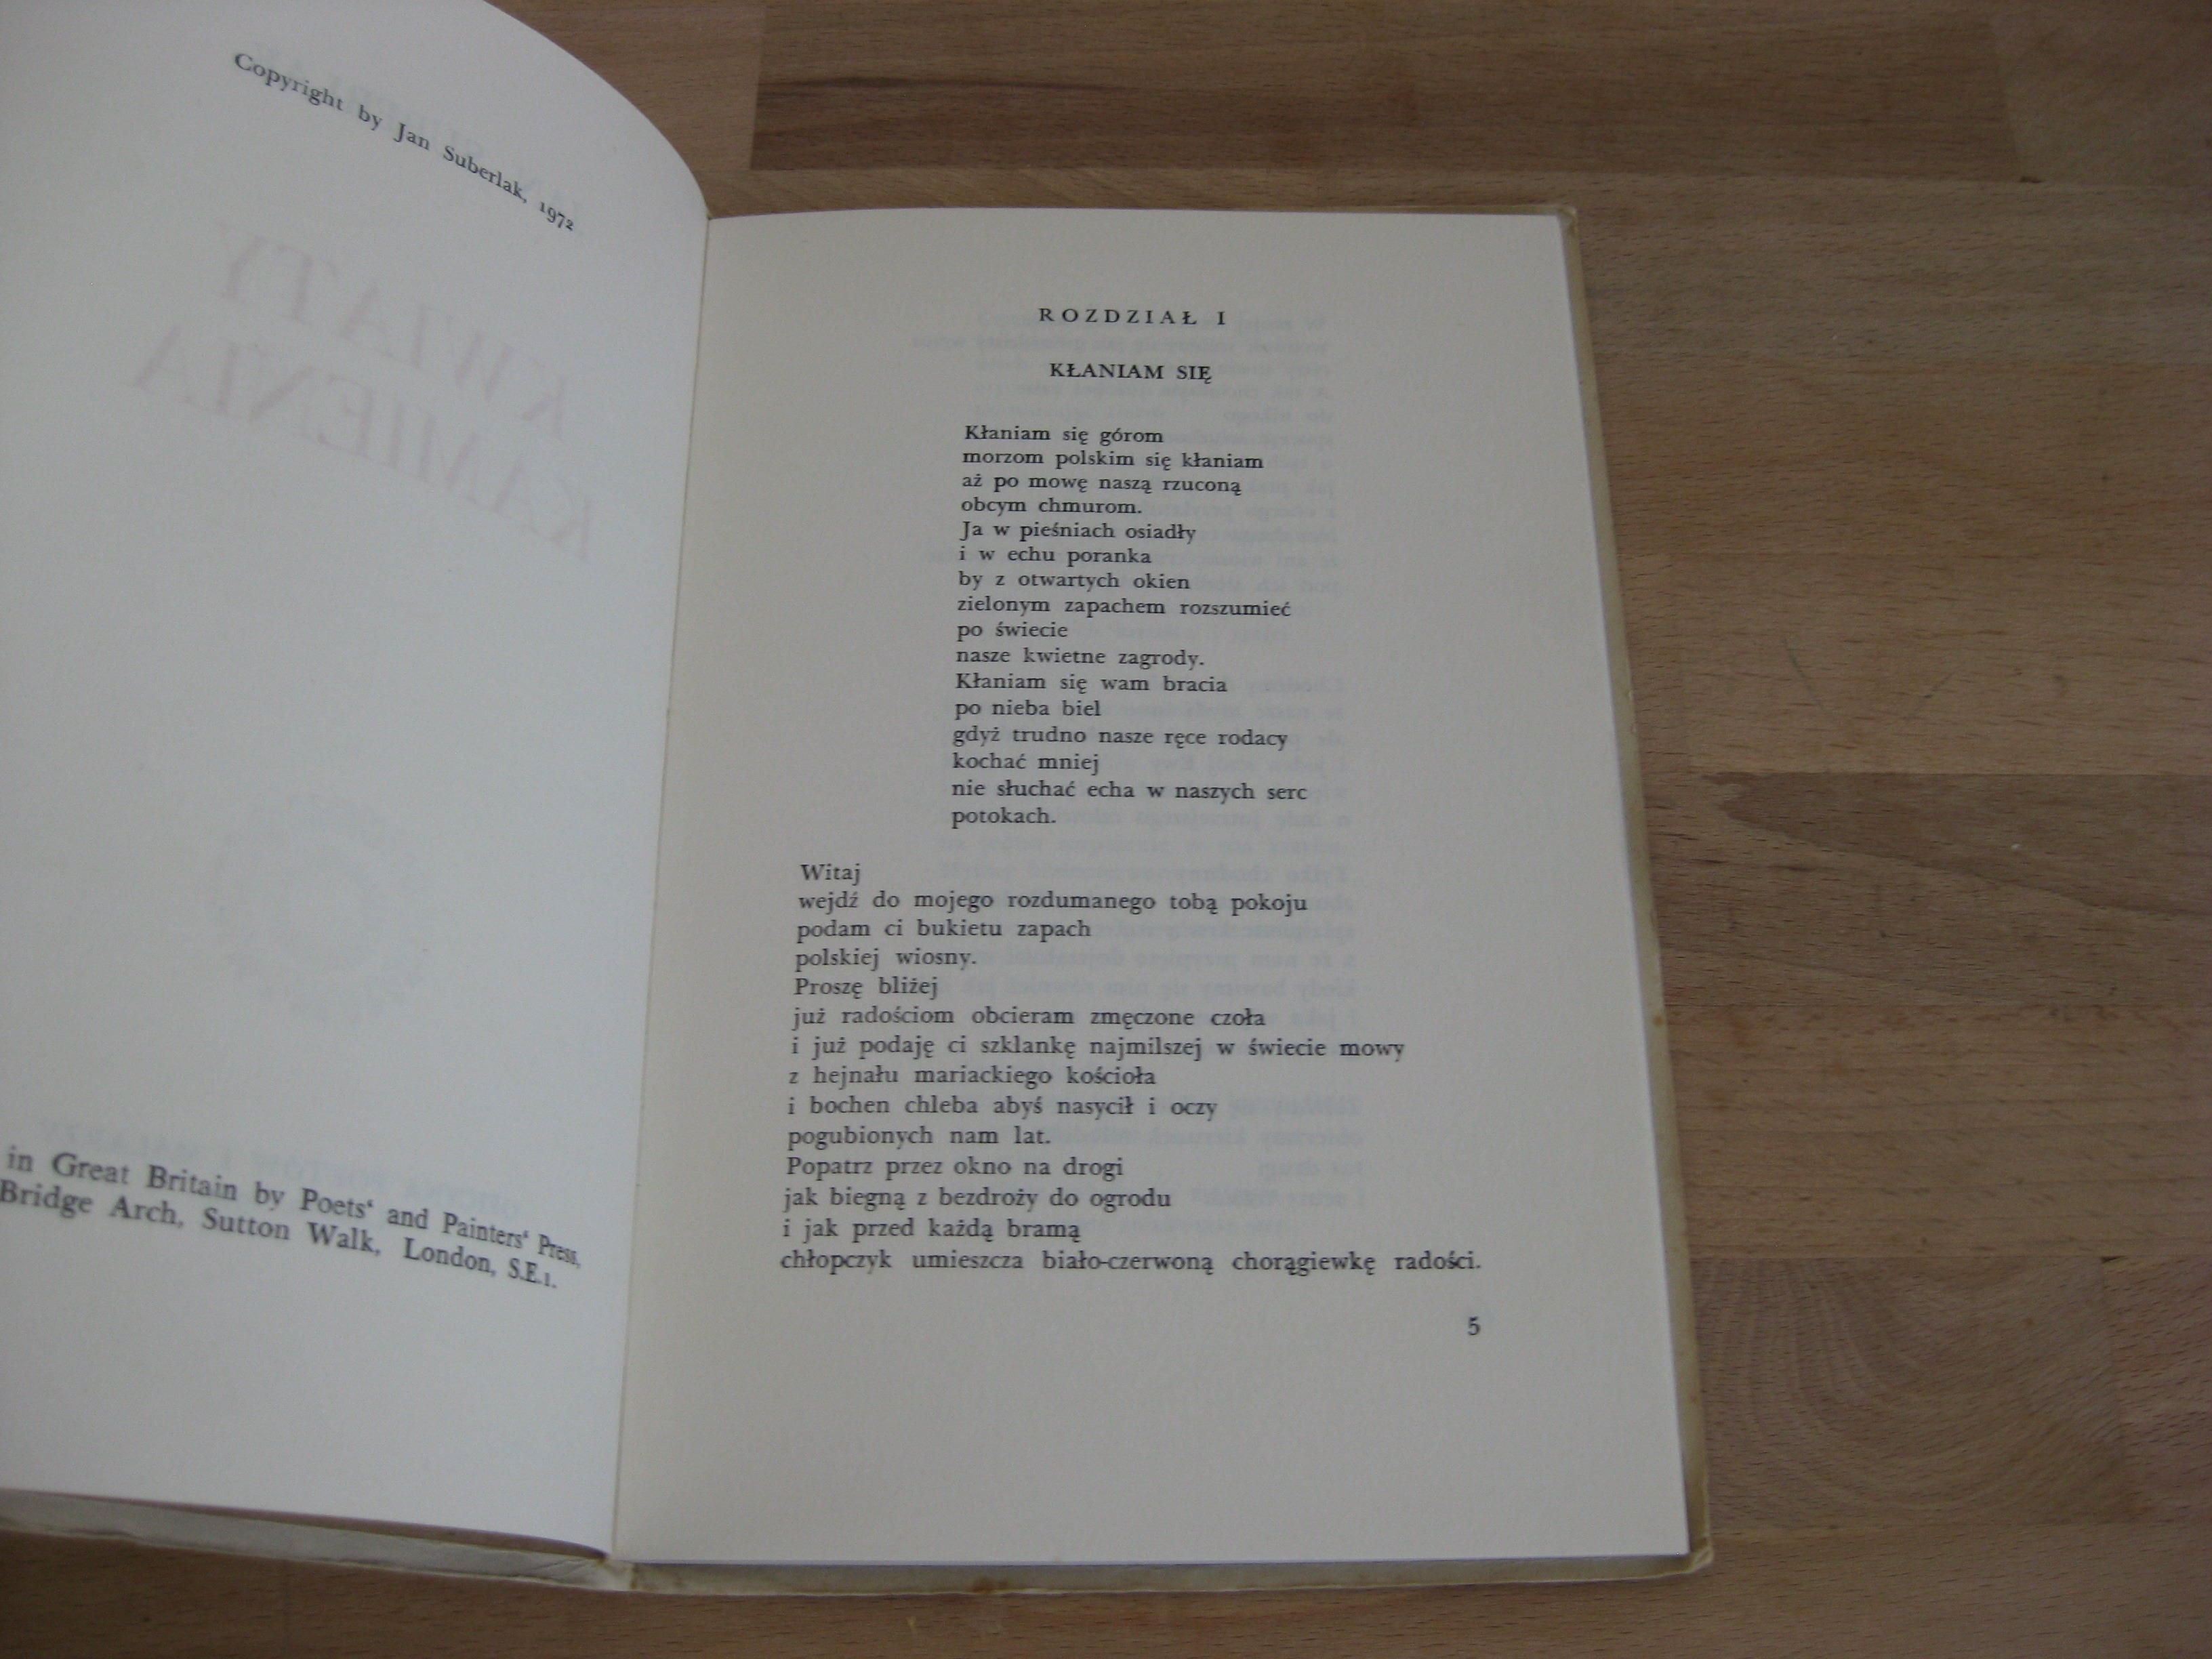 Copyright by Jan Suberlak, 1972
KWIATY
KAMIENIA
in Great Britain by Poets‘ and Painters‘ Press,
Bridge Arch, Sutton Walk, London, S.E.1.
ROZDZIAŁ I
KŁANIAM SIĘ
Kłaniam się górom
morzom polskim się kłaniam
aż po mowę naszą rzuconą
obcym chmurom.
Ja w pieśniach osiadły
i w echu poranka
by z otwartych okien
zielonym zapachem rozszumieć
po świecie
nasze kwietne zagrody.
Kłaniam się wam bracia
po nieba biel
gdyż trudno nasze ręce rodacy
kochać mniej
nie słuchać echa w naszych serc
potokach.
Witaj
wejdź do mojego rozdumanego tobą pokoju
podam ci bukietu zapach
polskiej wiosny.
Proszę bliżej
już radościom obcieram zmęczone czoła
i już podaję ci szklankę najmilszej w świecie mowy
z hejnału mariackiego kościoła
i bochen chleba abyś nasycił i oczy
pogubionych nam lat.
Popatrz przez okno na drogi
jak biegną z bezdroży do ogrodu
i jak przed każdą bramą
chłopczyk umieszcza biało-czerwoną chorągiewkę radości.
5